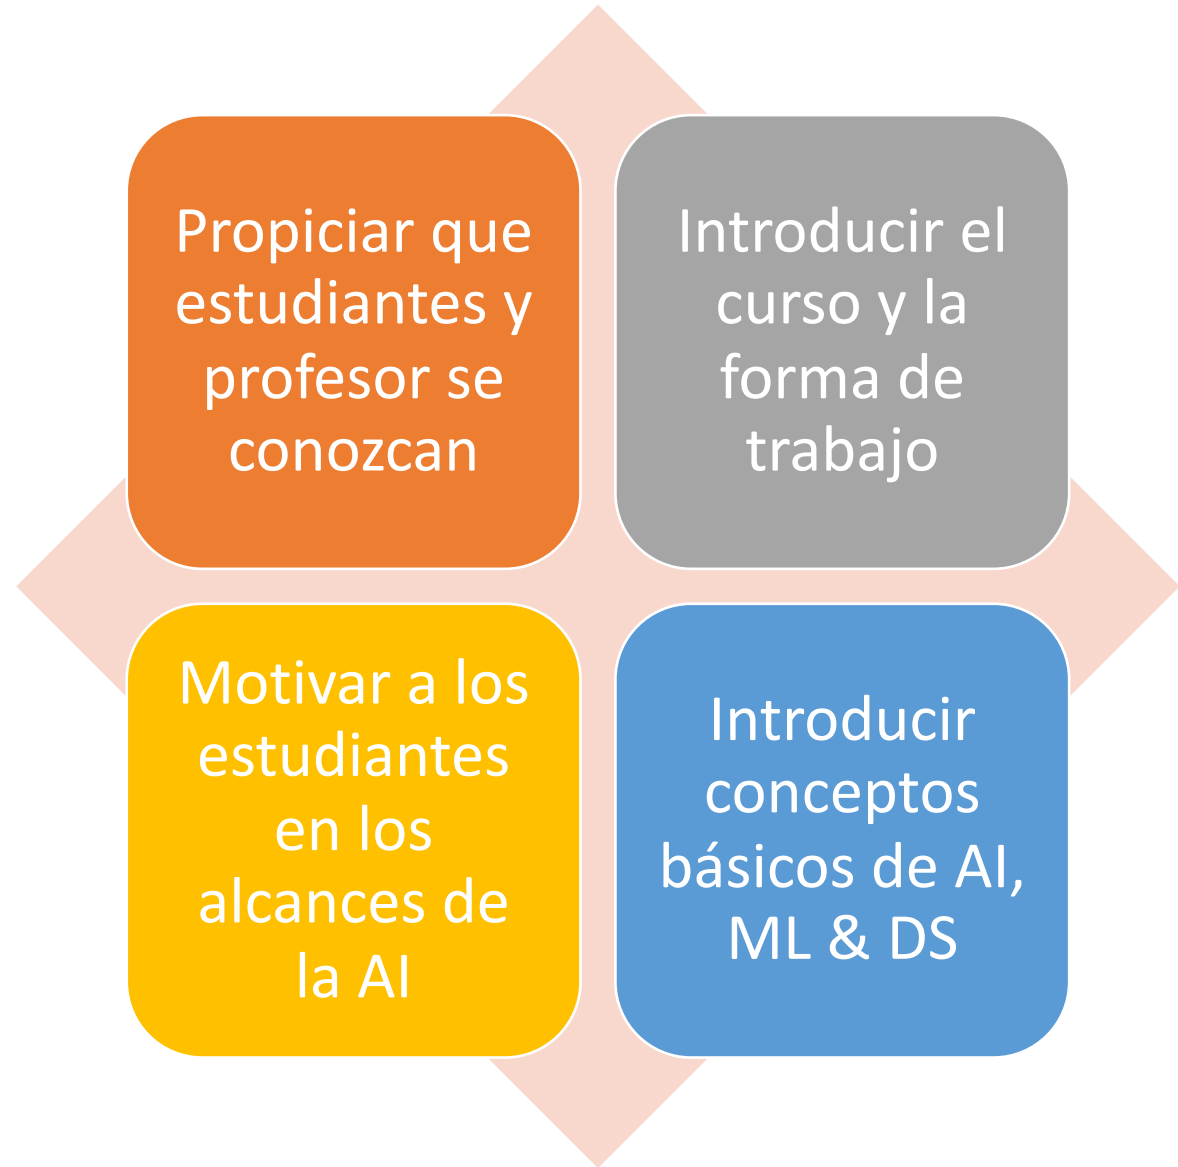 Propiciar que
estudiantes y
profesor se
conozcan
Introducir el
curso y la
forma de
trabajo
Motivar a los
estudiantes
en los
alcances de
la AI
Introducir
conceptos
básicos de AI,
ML & DS